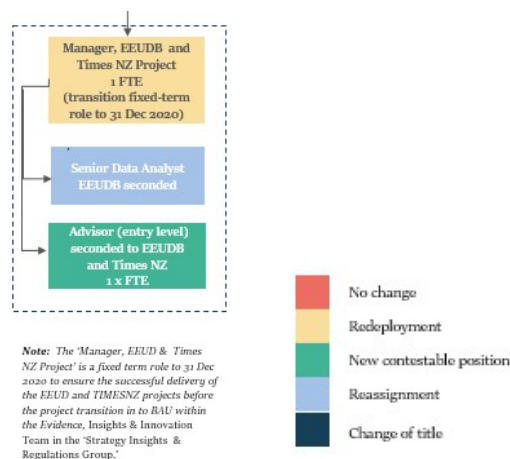 Manager, EEUDB and
Times NZ Project
1 FTE
(transition fixed-term
role to 31 Dec 2020)
Senior Data Analyst
EEUDB seconded
Advisor (entry level)
seconded to EEUDB
and Times NZ
1 x FTE
No change
Redeployment
New contestable position
Reassignment
Change of title
Note: The 'Manager, EEUD & Times
NZ Project' is a fixed term role to 31 Dec
2020 to ensure the successful delivery of
the EEUD and TIMESNZ projects before
the project transition in to BAU within
the Evidence, Insights & Innovation
Team in the 'Strategy Insights &
Regulations Group.'